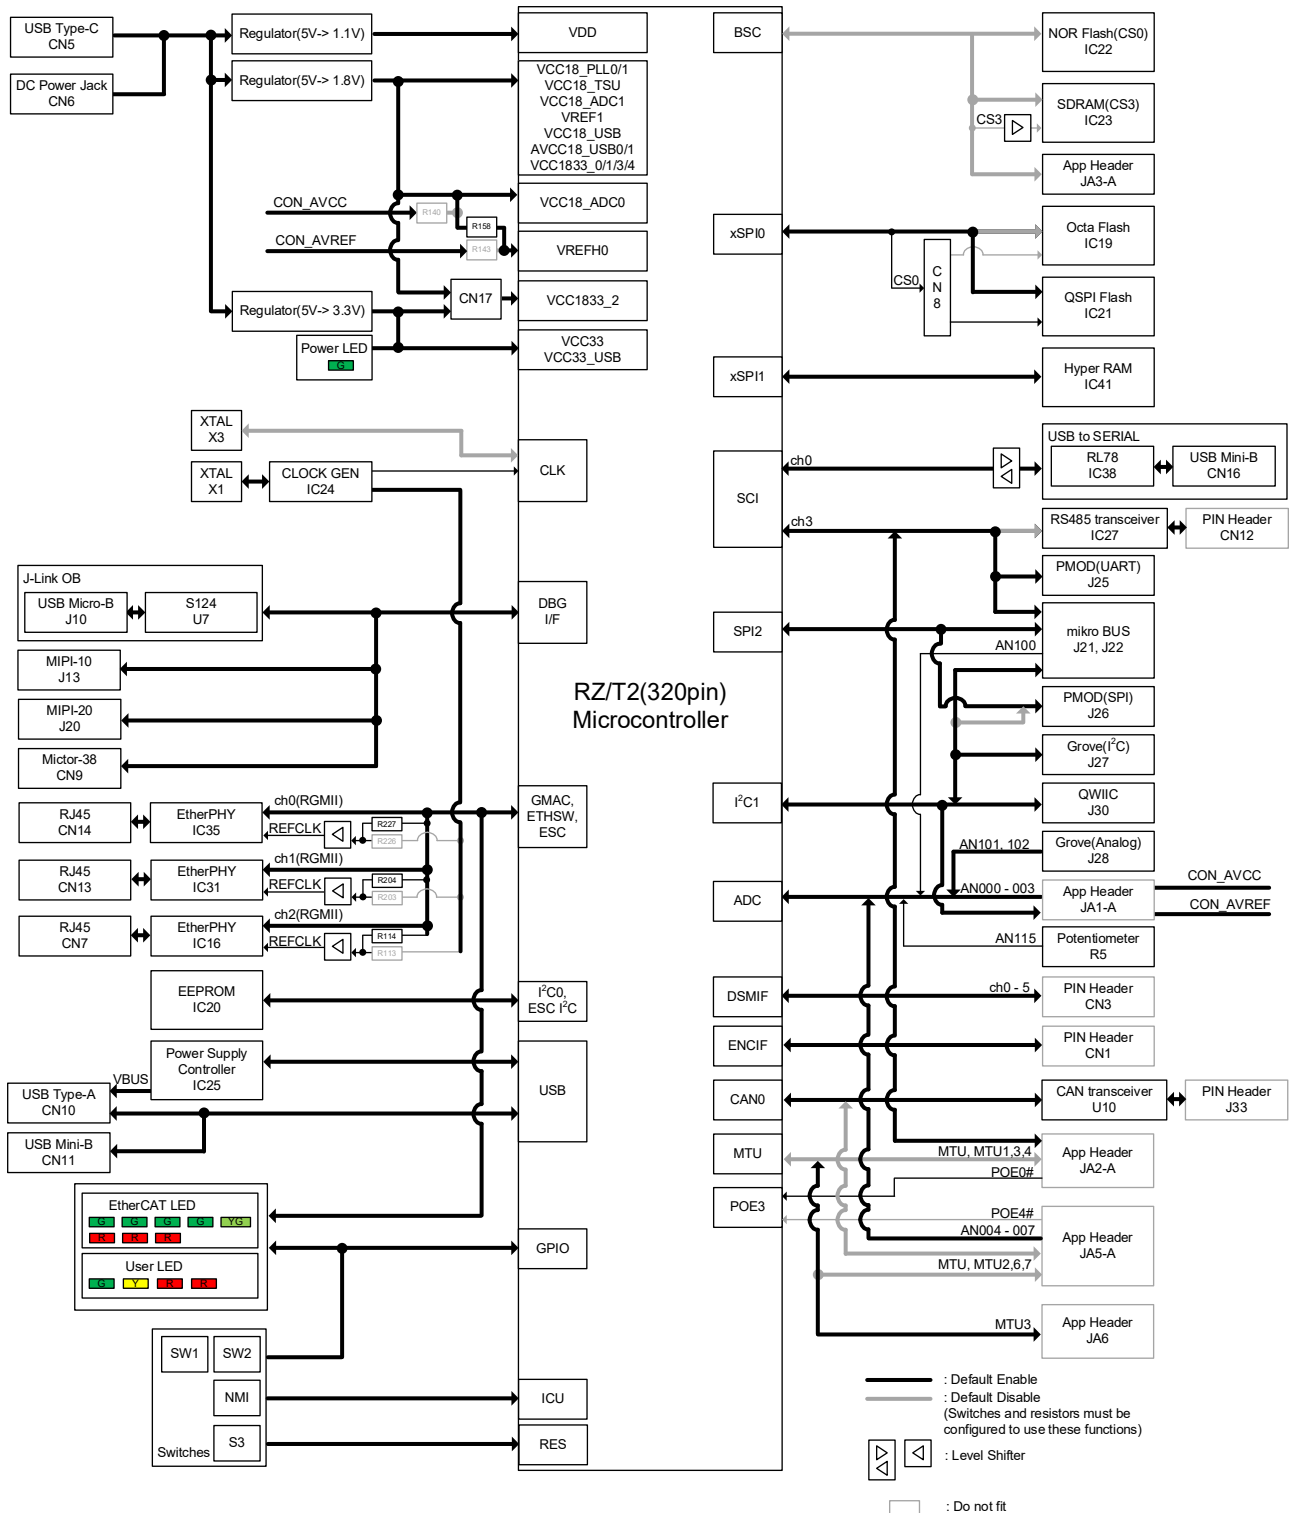 USB Type-C
CN5
DC Power Jack
CN6
Regulator(5V-> 1.1V)
Regulator(5V-> 1.8V)
CON_AVCC
R140
R158
CON_AVREF
R143
CN17
Regulator(5V-> 3.3V)
Power LED
G
VDD
VCC18_PLL0/1
VCC18_TSU
VCC18_ADC1
VREF1
VCC18_USB
AVCC18_USB0/1
VCC1833_0/1/3/4
VCC18_ADC0
VREFH0
VCC1833_2
VCC33
VCC33_USB
XTAL
X3
XTAL
X1
CLOCK GEN
IC24
CLK
J-Link OB
USB Micro-B
J10
S124
U7
MIPI-10
J13
MIPI-20
J20
Mictor-38
CN9
DBG
I/F
RZ/T2(320pin)
Microcontroller
RJ45
CN14
EtherPHY
IC35
ch0(RGMII)
REFCLK
R227
R226
RJ45
CN13
EtherPHY
IC31
ch1(RGMII)
REFCLK
R204
R203
RJ45
CN7
EtherPHY
IC16
ch2(RGMII)
REFCLK
R114
R113
GMAC,
ETHSW,
ESC
EEPROM
IC20
I²C0,
ESC I²C
Power Supply
Controller
IC25
VBUS
USB Type-A
CN10
USB Mini-B
CN11
USB
EtherCAT LED
G G G G YG
R R R
User LED
G Y R R
GPIO
SW1 SW2
NMI
S3
Switches
ICU
RES
BSC
NOR Flash(CS0)
IC22
CS3
SDRAM(CS3)
IC23
App Header
JA3-A
xSPI0
CS0
C
N
8
Octa Flash
IC19
QSPI Flash
IC21
xSPI1
Hyper RAM
IC41
SCI
ch0
USB to SERIAL
RL78
IC38
USB Mini-B
CN16
ch3
RS485 transceiver
IC27
PIN Header
CN12
PMOD(UART)
J25
SPI2
AN100
mikro BUS
J21, J22
PMOD(SPI)
J26
Grove(I²C)
J27
I²C1
QWIIC
J30
AN101, 102
Grove(Analog)
J28
ADC
AN000 - 003
App Header
JA1-A
CON_AVCC
CON_AVREF
AN115
Potentiometer
R5
DSMIF
ch0 - 5
PIN Header
CN3
ENCIF
PIN Header
CN1
CAN0
CAN transceiver
U10
PIN Header
J33
MTU
MTU, MTU1,3,4
POE0#
App Header
JA2-A
POE3
POE4#
AN004 - 007
MTU, MTU2,6,7
App Header
JA5-A
MTU3
App Header
JA6
: Default Enable
: Default Disable
(Switches and resistors must be
configured to use these functions)
: Level Shifter
: Do not fit